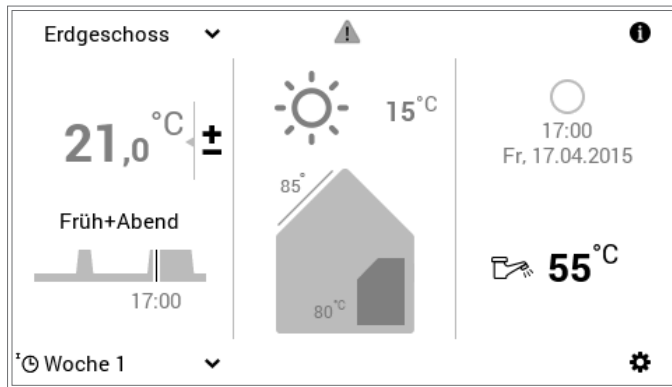 Erdgeschoss
21,0 °C ±
Früh+Abend
17:00
Woche 1
15°C
85°
80°C
17:00
Fr, 17.04.2015
55°C